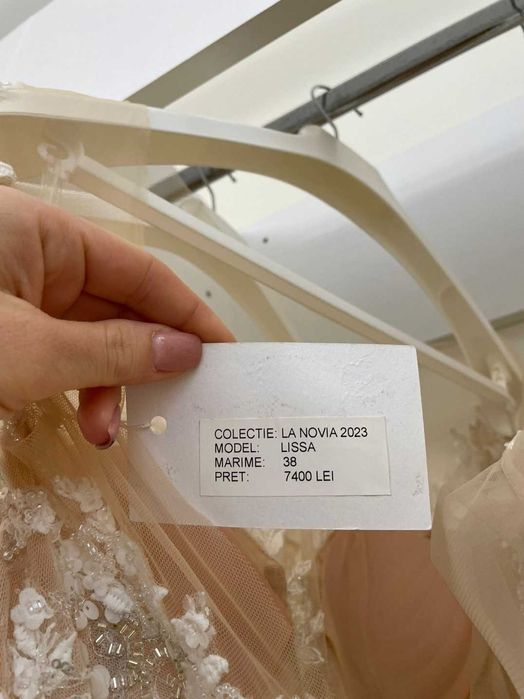 COLECTIE: LA NOVIA 2023
MODEL: LISSA
MARIME: 38
PRET: 7400 LEI